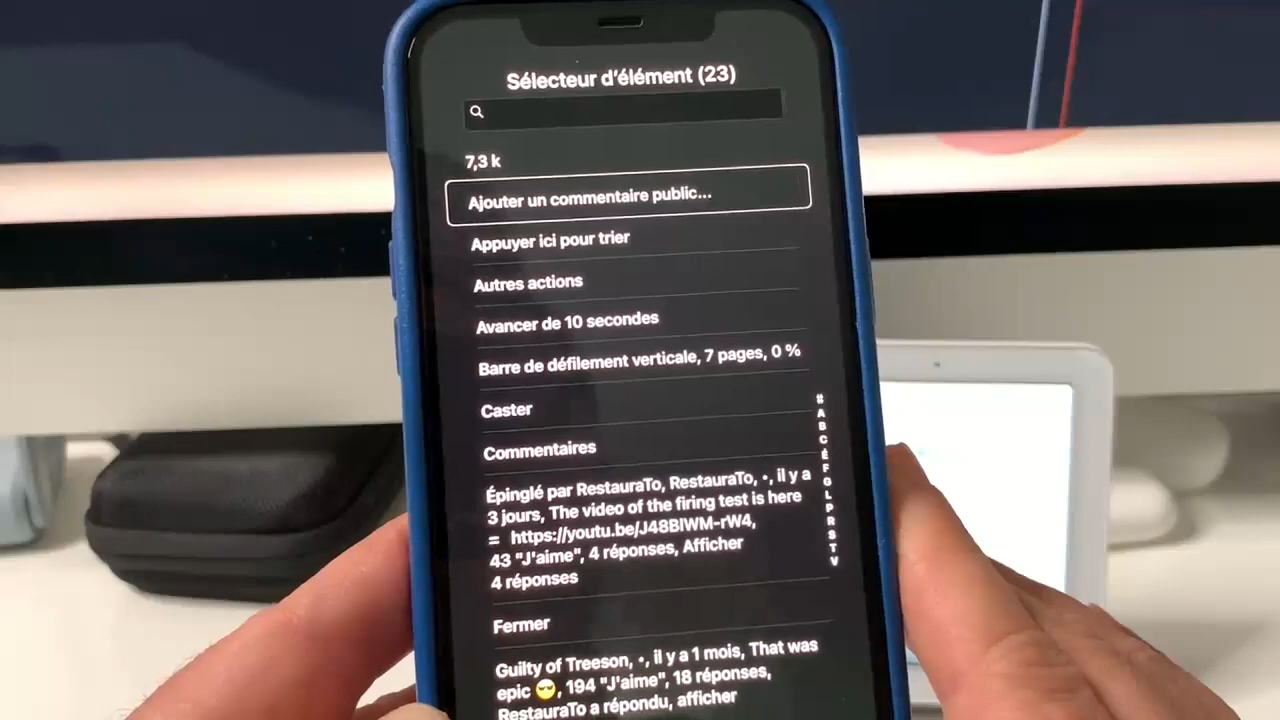 Sélecteur d'élément (23)
7,3 k
Ajouter un commentaire public...
Appuyer ici pour trier
Autres actions
Avancer de 10 secondes
Barre de défilement verticale, 7 pages, 0 %
Caster
Commentaires
Épinglé par RestauraTo, RestauraTo, •, il y a
3 jours, The video of the firing test is here
= https://youtu.be/J48BlWM-rW4,
43 "J'aime", 4 réponses, Afficher
4 réponses
Fermer
Guilty of Treeson, •, il y a 1 mois, That was
epic 😎, 194 "J'aime", 18 réponses,
RestauraTo a répondu, afficher
#
A
B
C
É
F
G
L
P
R
S
T
V